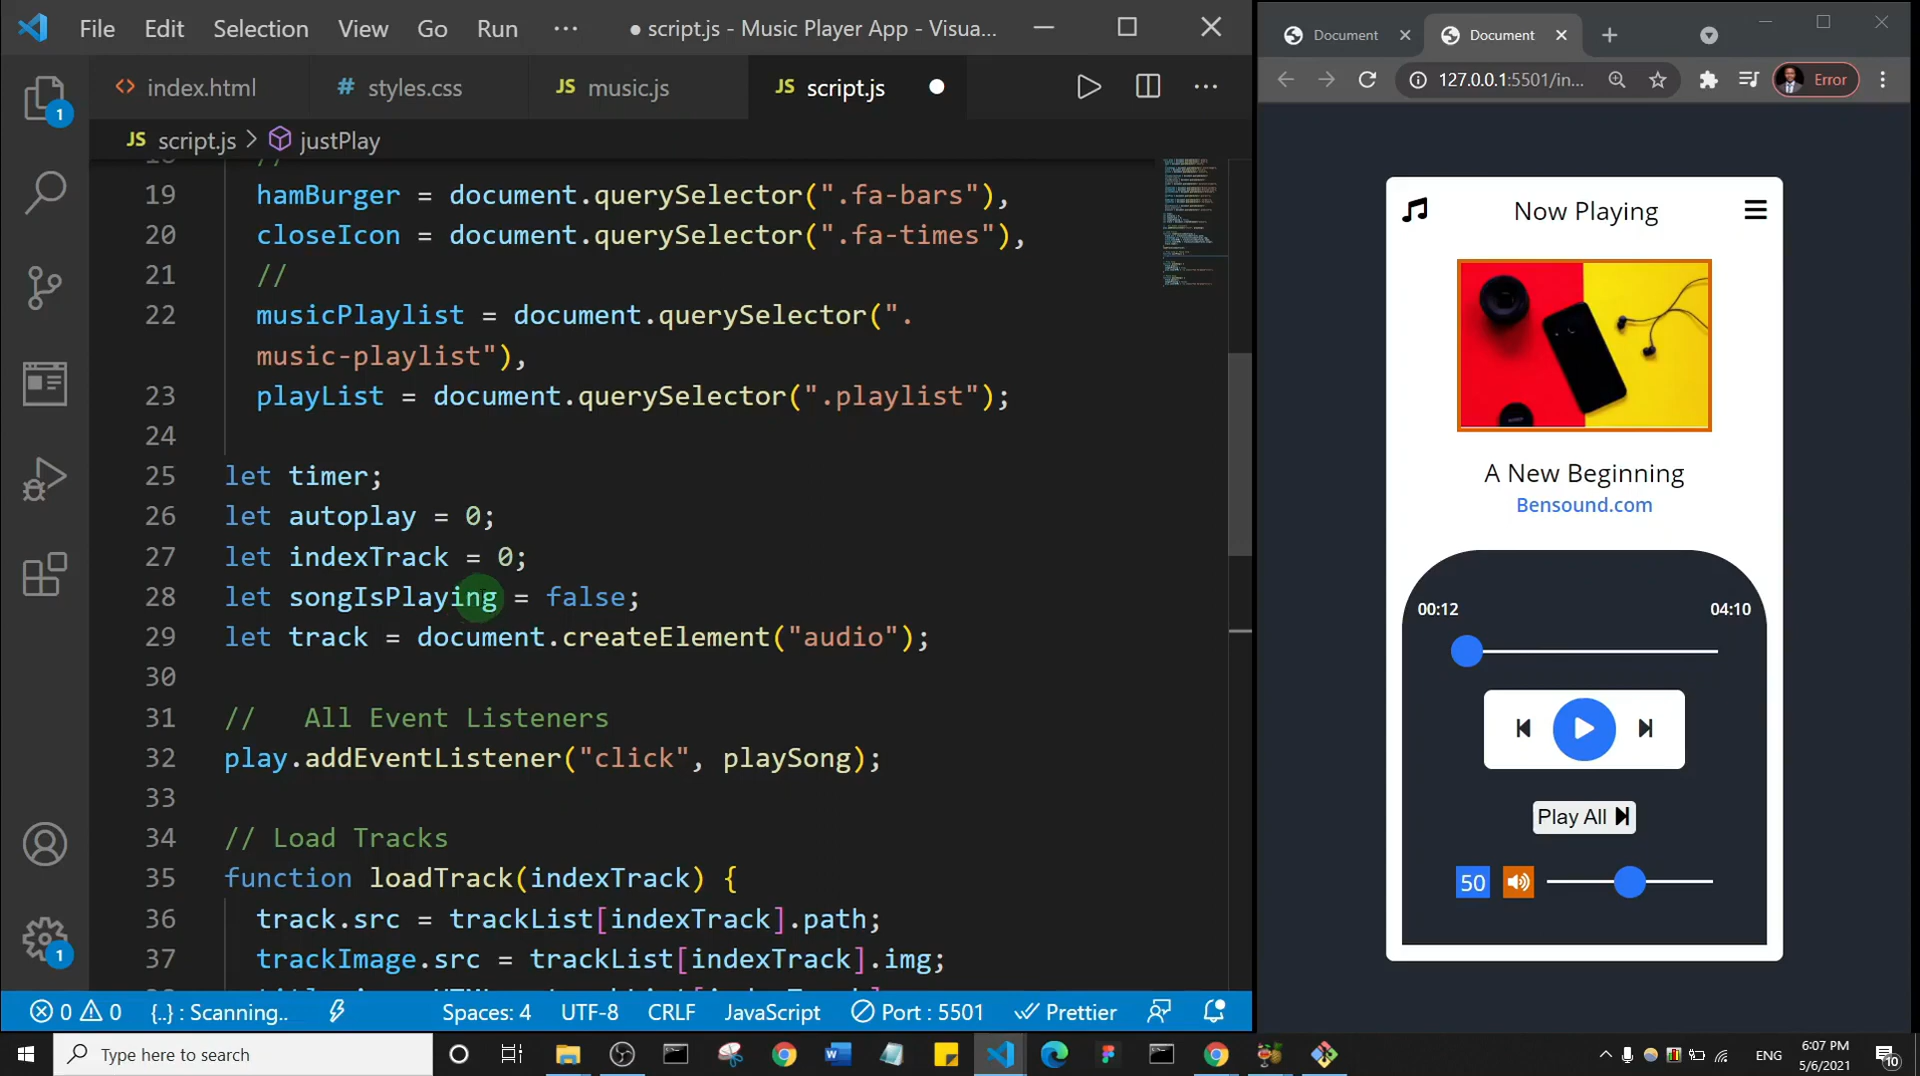 File Edit Selection View Go Run ··· ● script.js - Music Player App - Visua...
index.html styles.css music.js script.js
script.js > justPlay
18 //
19 hamBurger = document.querySelector(".fa-bars"),
20 closeIcon = document.querySelector(".fa-times"),
21 //
22 musicPlaylist = document.querySelector(".
music-playlist"),
23 playList = document.querySelector(".playlist");
24
25 let timer;
26 let autoplay = 0;
27 let indexTrack = 0;
28 let songIsPlaying = false;
29 let track = document.createElement("audio");
30
31 // All Event Listeners
32 play.addEventListener("click", playSong);
33
34 // Load Tracks
35 function loadTrack(indexTrack) {
36 track.src = trackList[indexTrack].path;
37 trackImage.src = trackList[indexTrack].img;
0 0 {..} : Scanning.. Spaces: 4 UTF-8 CRLF JavaScript Port : 5501 Prettier
Document Document
127.0.0.1:5501/in... Error
Now Playing
A New Beginning
Bensound.com
00:12 04:10
Play All
50
Type here to search
ENG 6:07 PM
5/6/2021
10